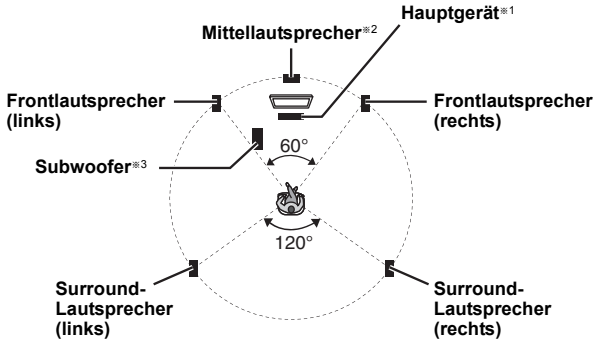 Hauptgerät※1
Mittellautsprecher※2
Frontlautsprecher
(links)
Frontlautsprecher
(rechts)
Subwoofer※3
60°
120°
Surround-
Lautsprecher
(links)
Surround-
Lautsprecher
(rechts)